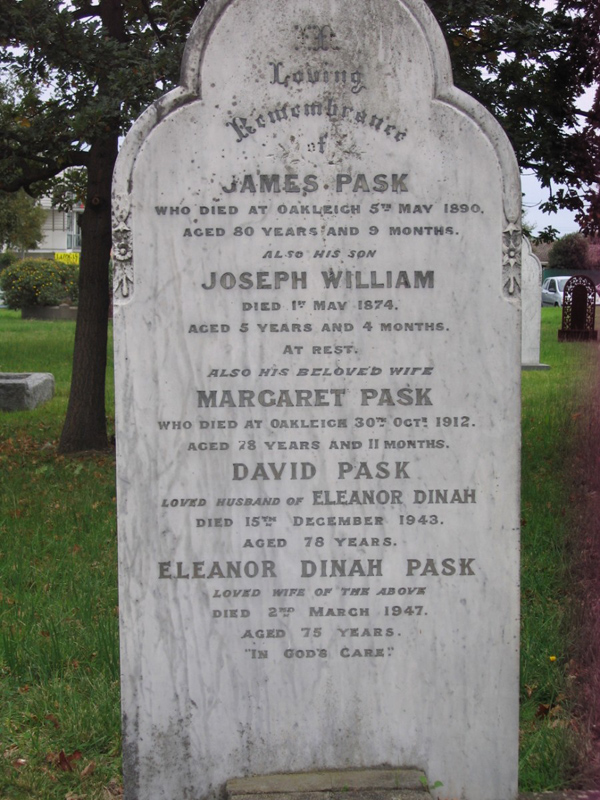 In
Loving
Remembrance
of
JAMES PASK
WHO DIED AT OAKLEIGH 5TH MAY 1890.
AGED 80 YEARS AND 9 MONTHS.
ALSO HIS SON
JOSEPH WILLIAM
DIED 1ST MAY 1874.
AGED 5 YEARS AND 4 MONTHS.
AT REST.
ALSO HIS BELOVED WIFE
MARGARET PASK
WHO DIED AT OAKLEIGH 30TH OCTR 1912.
AGED 78 YEARS AND 11 MONTHS.
DAVID PASK
LOVED HUSBAND OF ELEANOR DINAH
DIED 15TH DECEMBER 1943.
AGED 78 YEARS.
ELEANOR DINAH PASK
LOVED WIFE OF THE ABOVE
DIED 2ND MARCH 1947.
AGED 75 YEARS.
"IN GOD'S CARE."